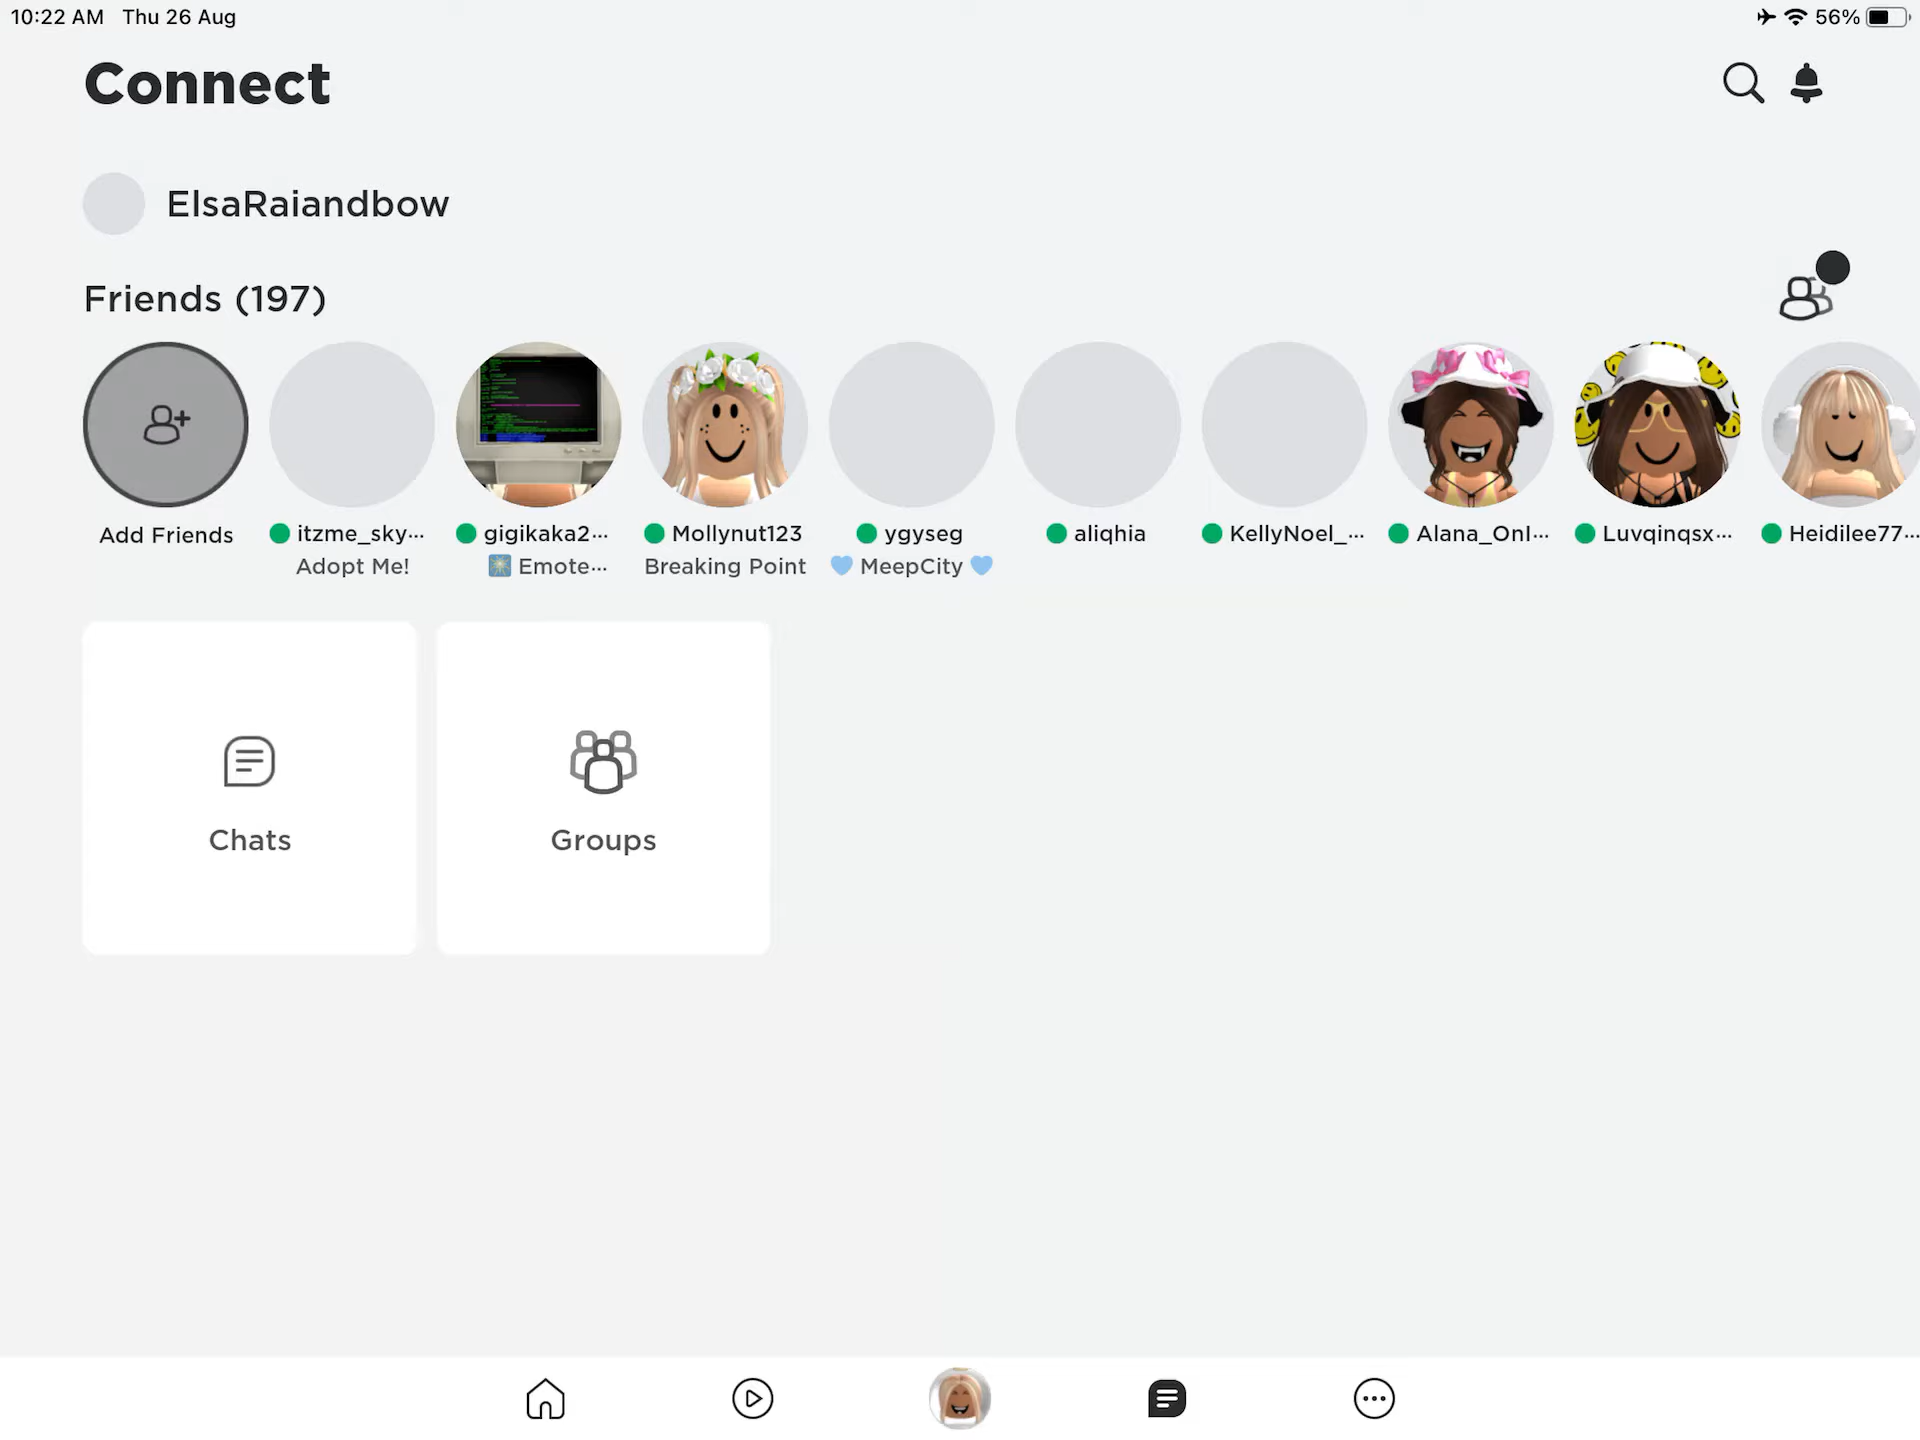 10:22 AM Thu 26 Aug
56%
Connect
ElsaRaiandbow
Friends (197)
Add Friends
itzme_sky...
Adopt Me!
gigikaka2...
Emote...
Mollynut123
Breaking Point
ygyseg
💙 MeepCity 💙
aliqhia
KellyNoel_...
Alana_OnI...
Luvqinqsx...
Heidilee77...
Chats
Groups